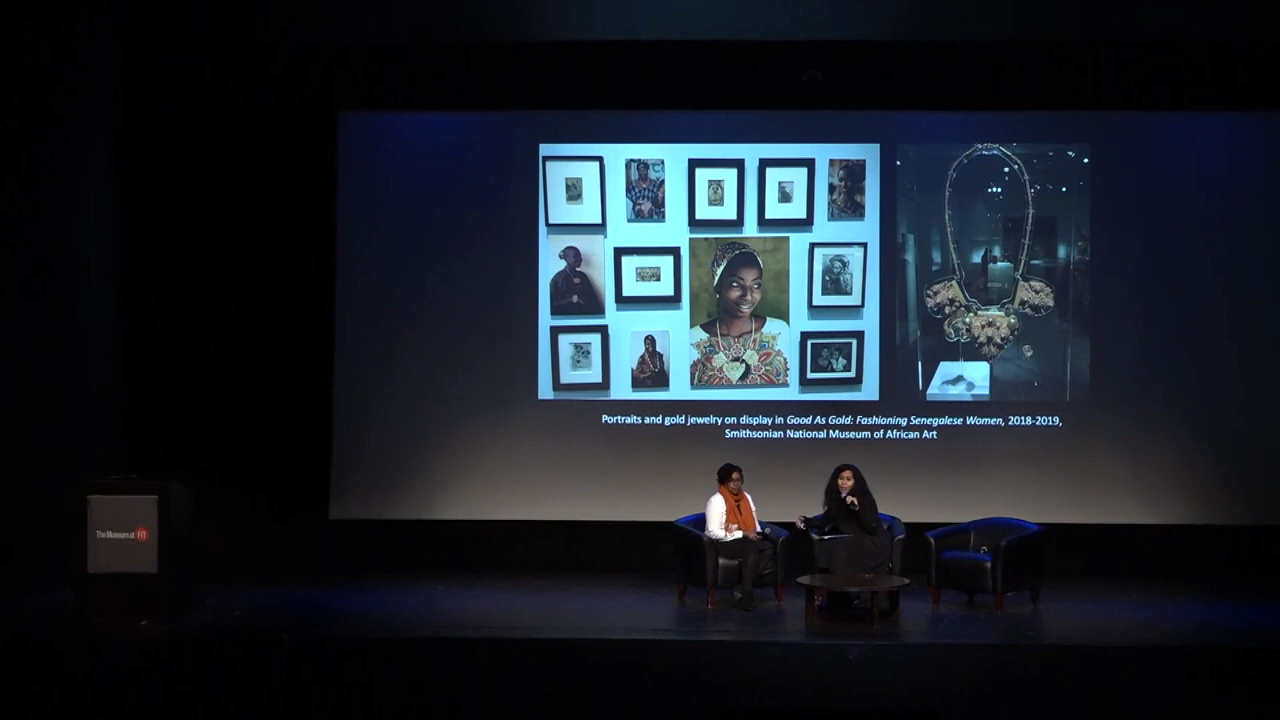 Portraits and gold jewelry on display in Good As Gold: Fashioning Senegalese Women, 2018-2019,
Smithsonian National Museum of African Art
The Museum at FIT